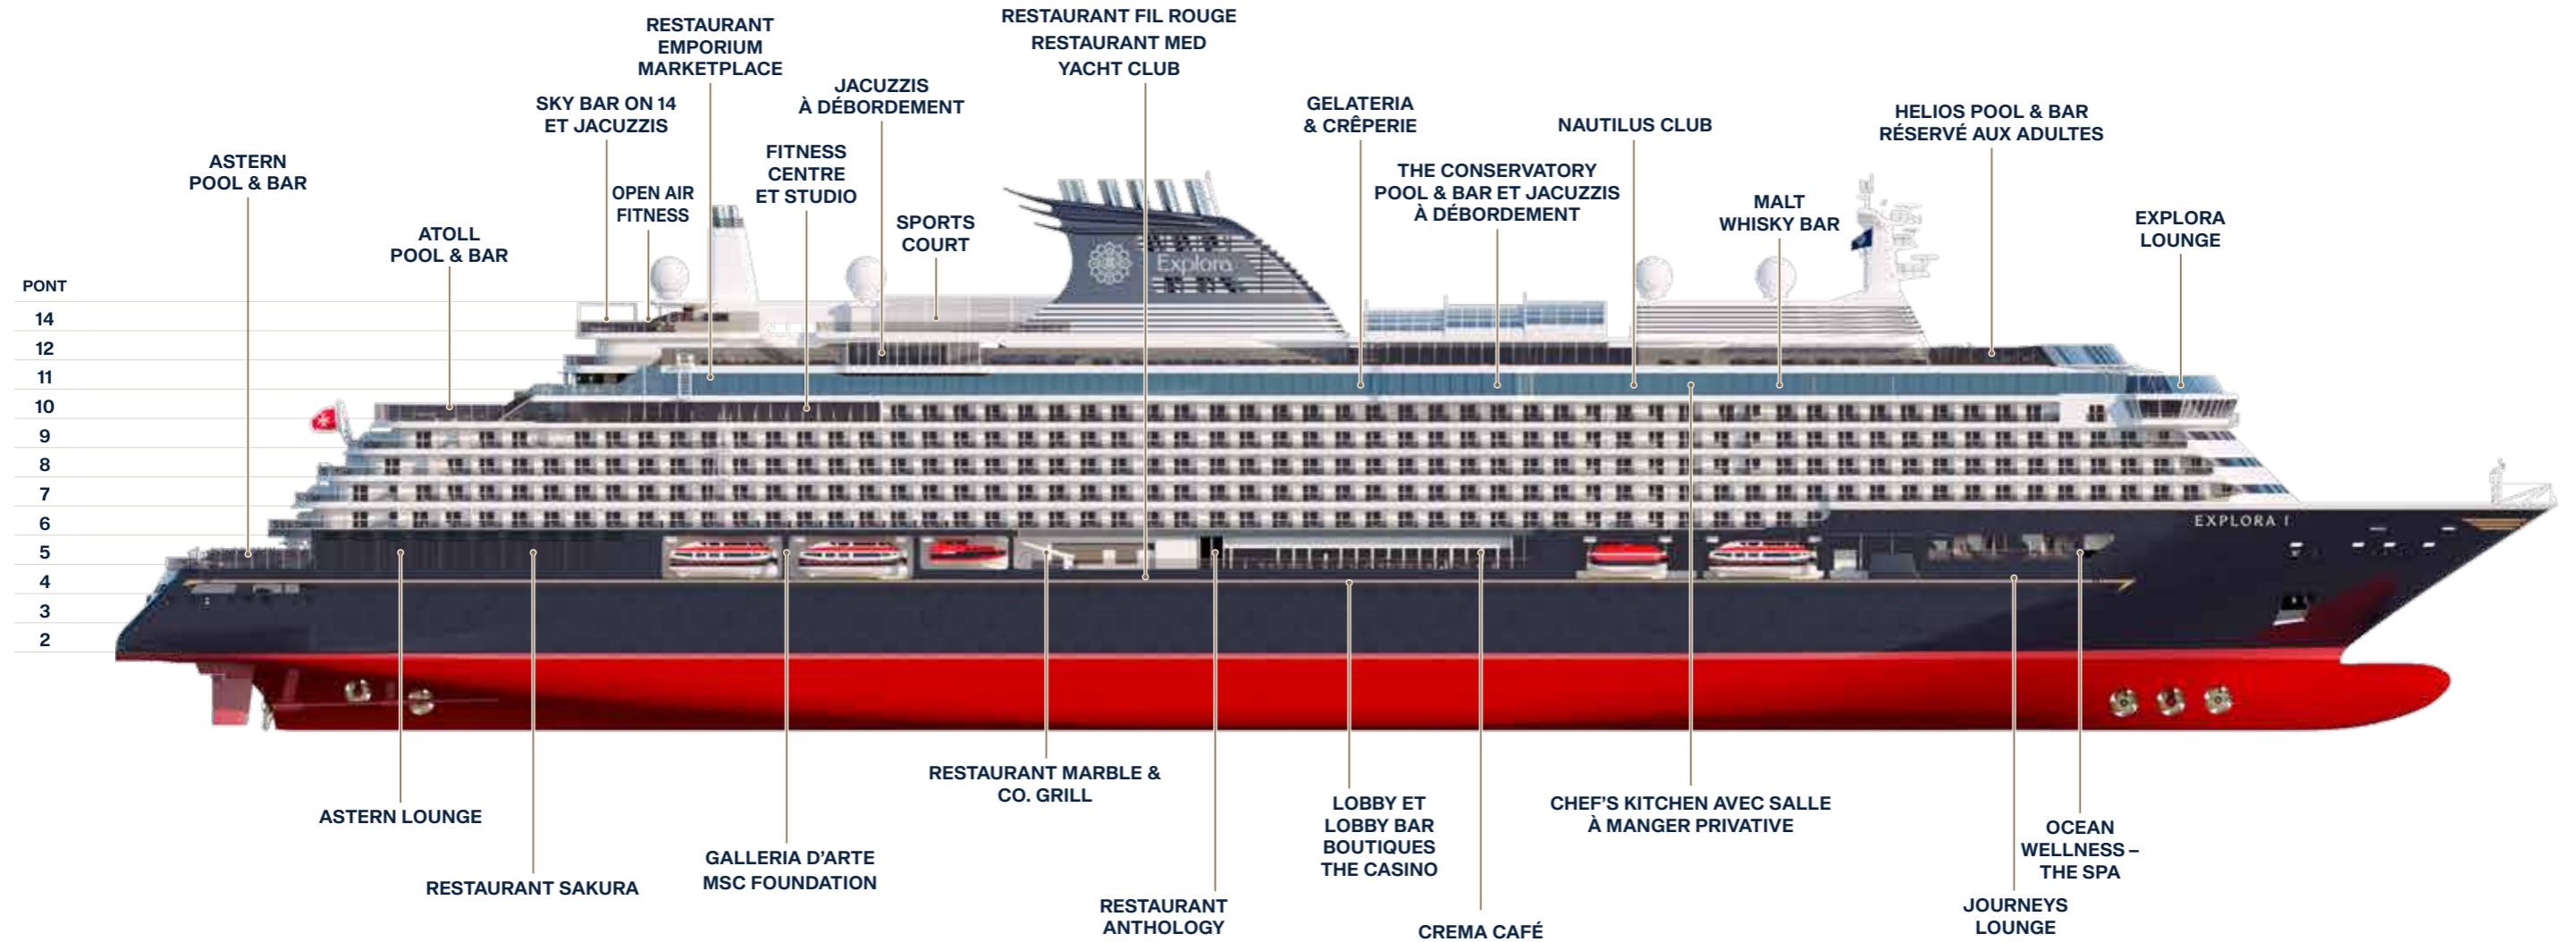 RESTAURANT
EMPORIUM
MARKETPLACE
RESTAURANT FIL ROUGE
RESTAURANT MED
YACHT CLUB
SKY BAR ON 14
ET JACUZZIS
JACUZZIS
À DÉBORDEMENT
GELATERIA
& CRÊPERIE
NAUTILUS CLUB
HELIOS POOL & BAR
RÉSERVÉ AUX ADULTES
ASTERN
POOL & BAR
OPEN AIR
FITNESS
FITNESS
CENTRE
ET STUDIO
THE CONSERVATORY
POOL & BAR ET JACUZZIS
À DÉBORDEMENT
MALT
WHISKY BAR
ATOLL
POOL & BAR
SPORTS
COURT
EXPLORA
LOUNGE
Explora
PONT
14
12
11
10
9
8
7
6
5
4
3
2
EXPLORA I
ASTERN LOUNGE
RESTAURANT SAKURA
GALLERIA D'ARTE
MSC FOUNDATION
RESTAURANT MARBLE &
CO. GRILL
RESTAURANT
ANTHOLOGY
LOBBY ET
LOBBY BAR
BOUTIQUES
THE CASINO
CREMA CAFÉ
CHEF'S KITCHEN AVEC SALLE
À MANGER PRIVATIVE
JOURNEYS
LOUNGE
OCEAN
WELLNESS –
THE SPA